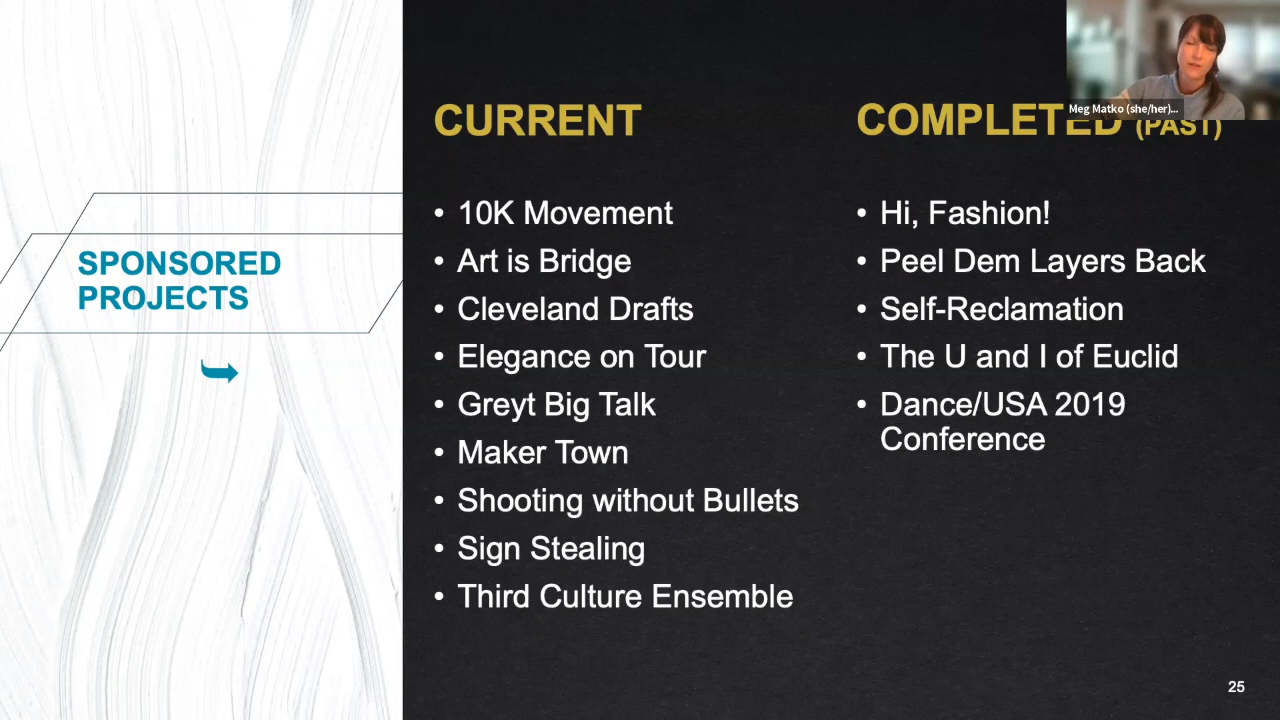 SPONSORED
PROJECTS
CURRENT
• 10K Movement
• Art is Bridge
• Cleveland Drafts
• Elegance on Tour
• Greyt Big Talk
• Maker Town
• Shooting without Bullets
• Sign Stealing
• Third Culture Ensemble
COMPLETED (PAST)
• Hi, Fashion!
• Peel Dem Layers Back
• Self-Reclamation
• The U and I of Euclid
• Dance/USA 2019
Conference
Meg Matko (she/her)...
25